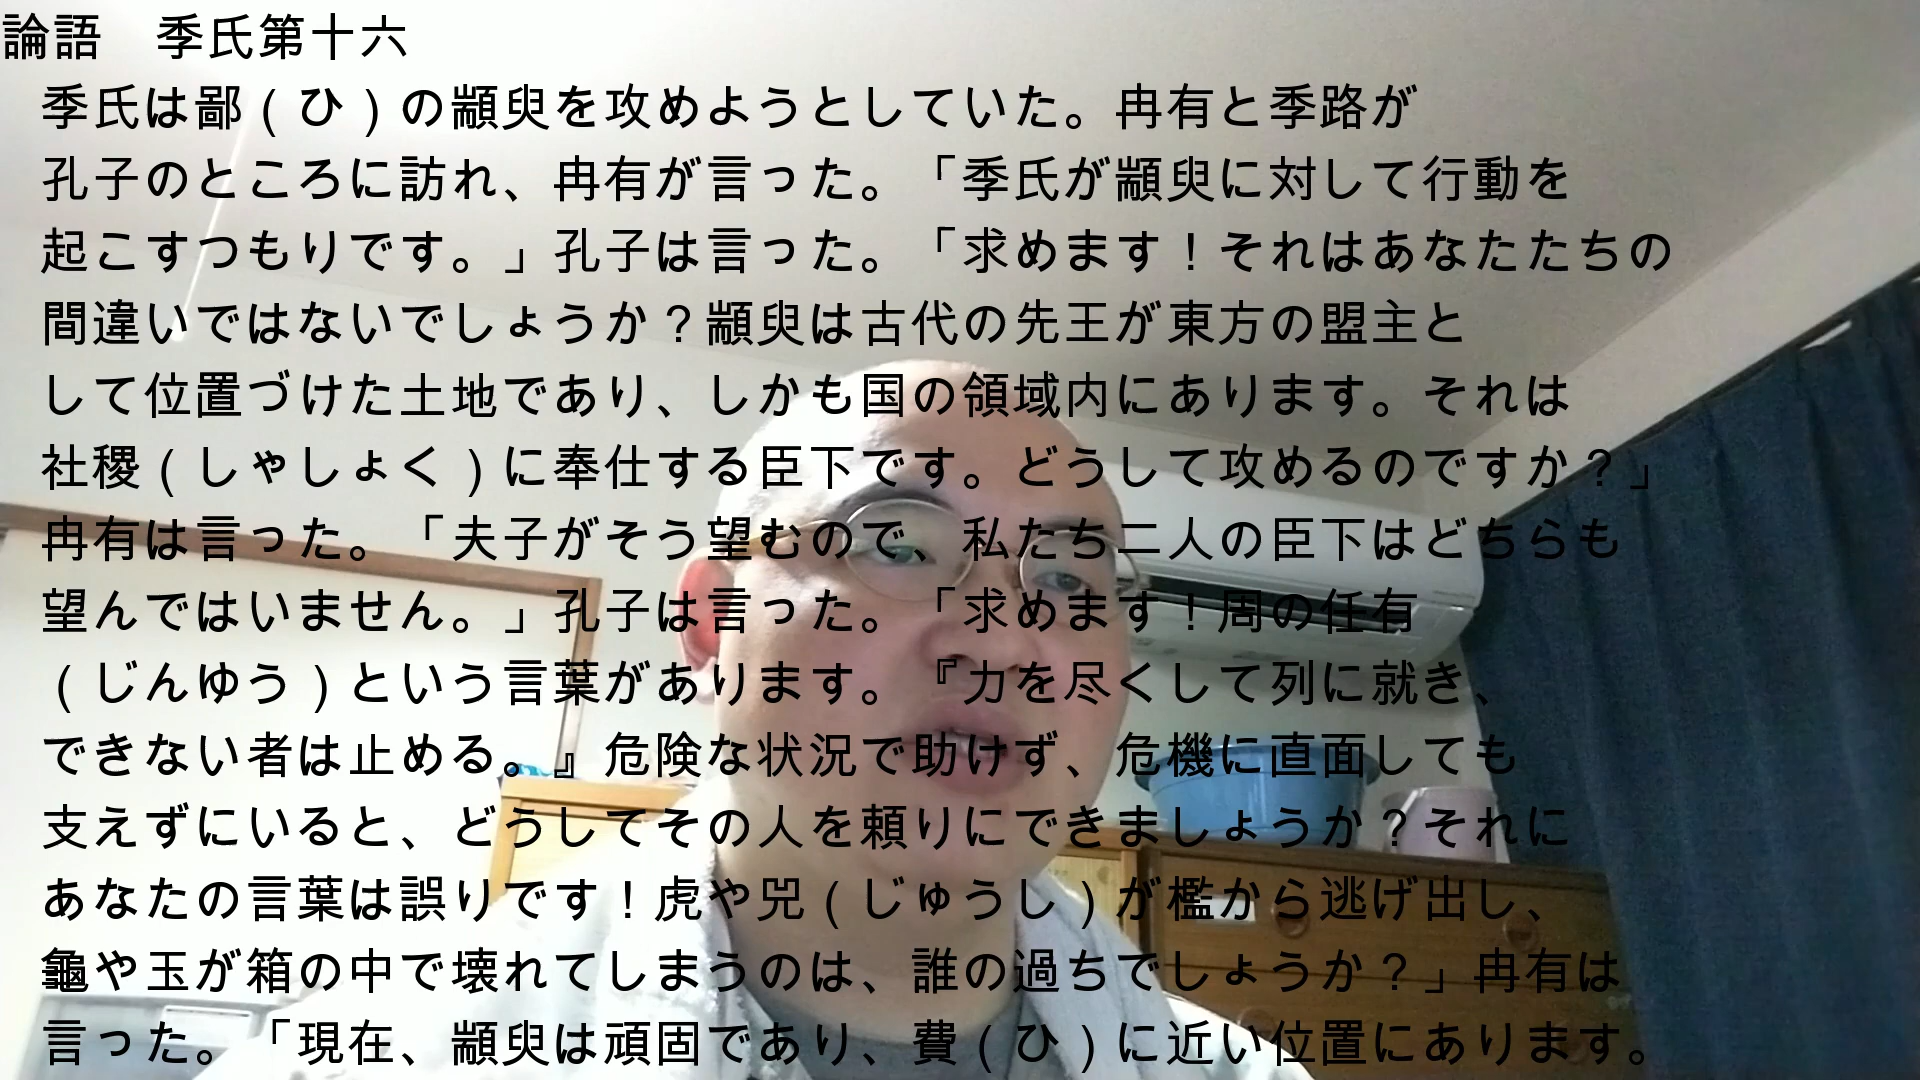 論語　季氏第十六
季氏は鄙（ひ）の顓臾を攻めようとしていた。冉有と季路が
孔子のところに訪れ、冉有が言った。「季氏が顓臾に対して行動を
起こすつもりです。」孔子は言った。「求めます！それはあなたたちの
間違いではないでしょうか？顓臾は古代の先王が東方の盟主と
して位置づけた土地であり、しかも国の領域内にあります。それは
社稷（しゃしょく）に奉仕する臣下です。どうして攻めるのですか？」
冉有は言った。「夫子がそう望むので、私たち二人の臣下はどちらも
望んではいません。」孔子は言った。「求めます！周の任有
（じんゆう）という言葉があります。『力を尽くして列に就き、
できない者は止める。』危険な状況で助けず、危機に直面しても
支えずにいると、どうしてその人を頼りにできましょうか？それに
あなたの言葉は誤りです！虎や兕（じゅうし）が檻から逃げ出し、
龜や玉が箱の中で壊れてしまうのは、誰の過ちでしょうか？」冉有は
言った。「現在、顓臾は頑固であり、費（ひ）に近い位置にあります。